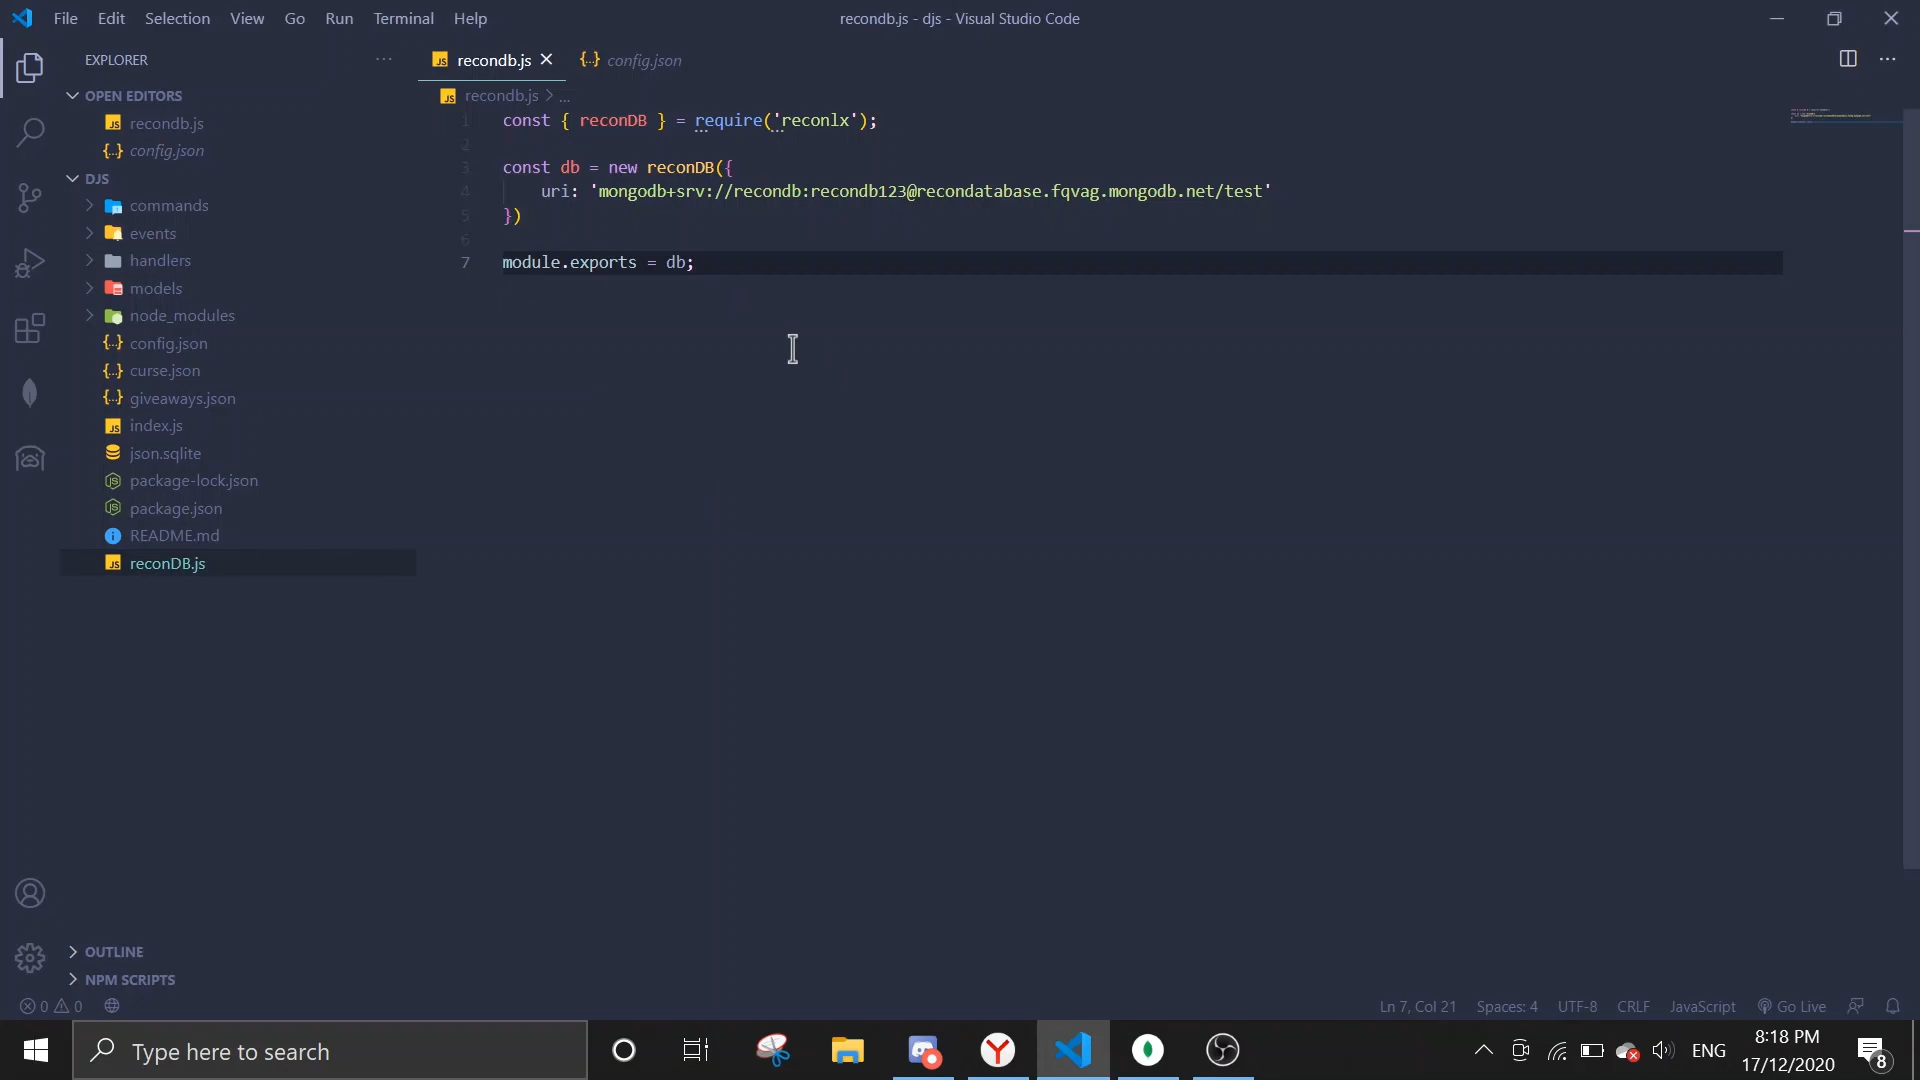 File Edit Selection View Go Run Terminal Help
recondb.js - djs - Visual Studio Code
EXPLORER
OPEN EDITORS
recondb.js
config.json
DJS
commands
events
handlers
models
node_modules
config.json
curse.json
giveaways.json
index.js
json.sqlite
package-lock.json
package.json
README.md
reconDB.js
OUTLINE
NPM SCRIPTS
recondb.js config.json
recondb.js > ...
1 const { reconDB } = require('reconlx');
2
3 const db = new reconDB({
4 uri: 'mongodb+srv://recondb:recondb123@recondatabase.fqvag.mongodb.net/test'
5 })
6
7 module.exports = db;
0 0
Ln 7, Col 21 Spaces: 4 UTF-8 CRLF JavaScript Go Live
Type here to search
ENG
8:18 PM
17/12/2020
8